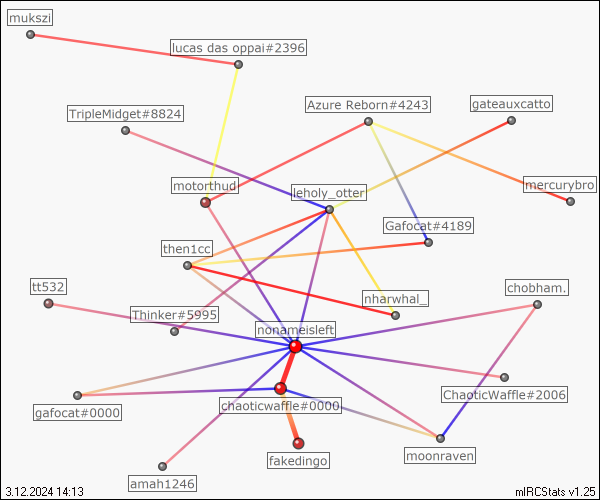 mukszi
lucas das oppai#2396
TripleMidget#8824
Azure Reborn#4243
gateauxcatto
motorthud
leholy_otter
mercurybro
Gafocat#4189
then1cc
tt532
nharwhal_
chobham.
Thinker#5995
nonameisleft
gafocat#0000
chaoticwaffle#0000
ChaoticWaffle#2006
fakedingo
moonraven
amah1246
3.12.2024 14:13
mIRCStats v1.25